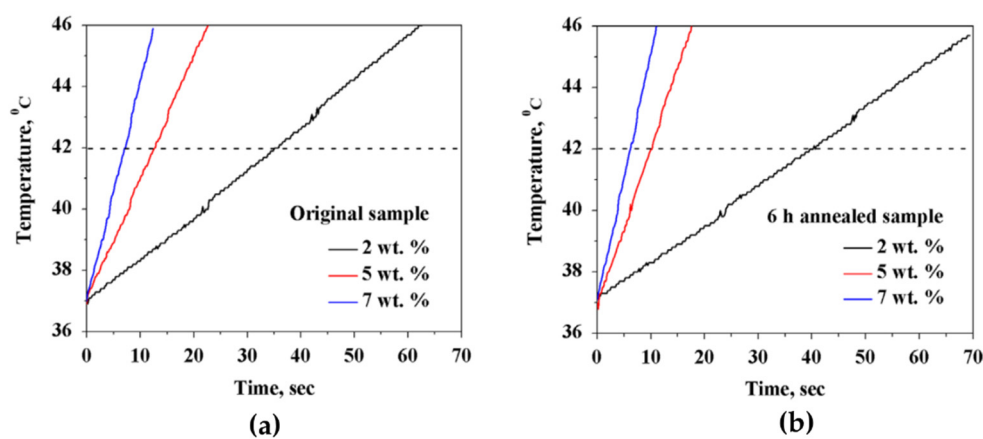 46
44
42
40
38
36
Temperature, ⁰C
Original sample
2 wt. %
5 wt. %
7 wt. %
0 10 20 30 40 50 60 70
Time, sec
(a)
46
44
42
40
38
36
Temperature, ⁰C
6 h annealed sample
2 wt. %
5 wt. %
7 wt. %
0 10 20 30 40 50 60 70
Time, sec
(b)